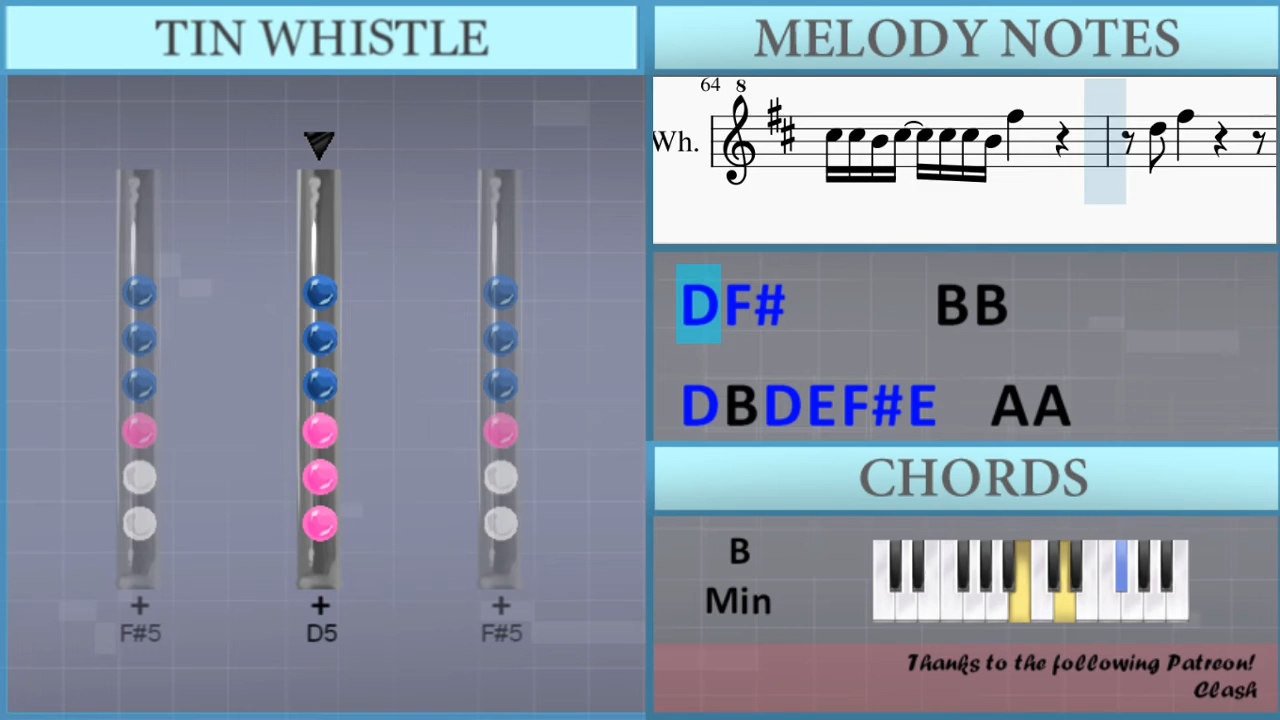 TIN WHISTLE
+
F#5
+
D5
+
F#5
MELODY NOTES
64
8
Wh.
DF# BB
DBDEF#E AA
CHORDS
B
Min
Thanks to the following Patreon!
Clash